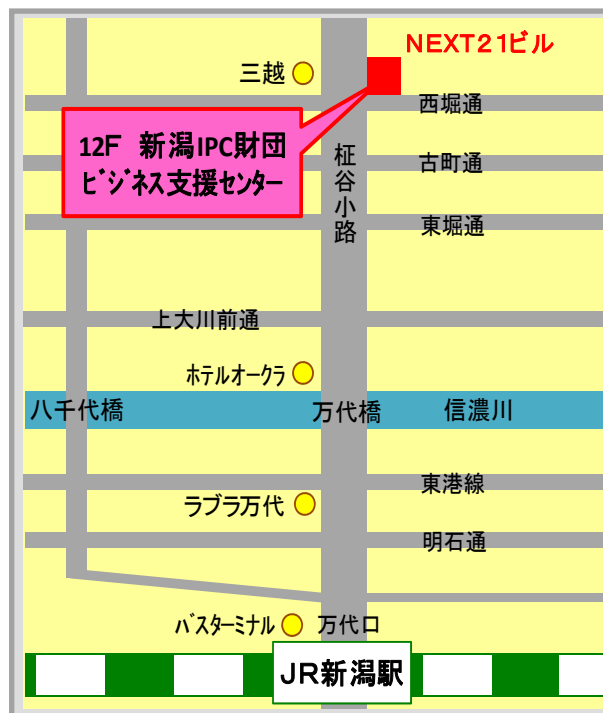 NEXT21ビル
三越
西堀通
12F 新潟IPC財団
ビジネス支援センター
柾谷小路
古町通
東堀通
上大川前通
ホテルオークラ
八千代橋
万代橋
信濃川
東港線
ラブラ万代
明石通
バスターミナル
万代口
JR新潟駅